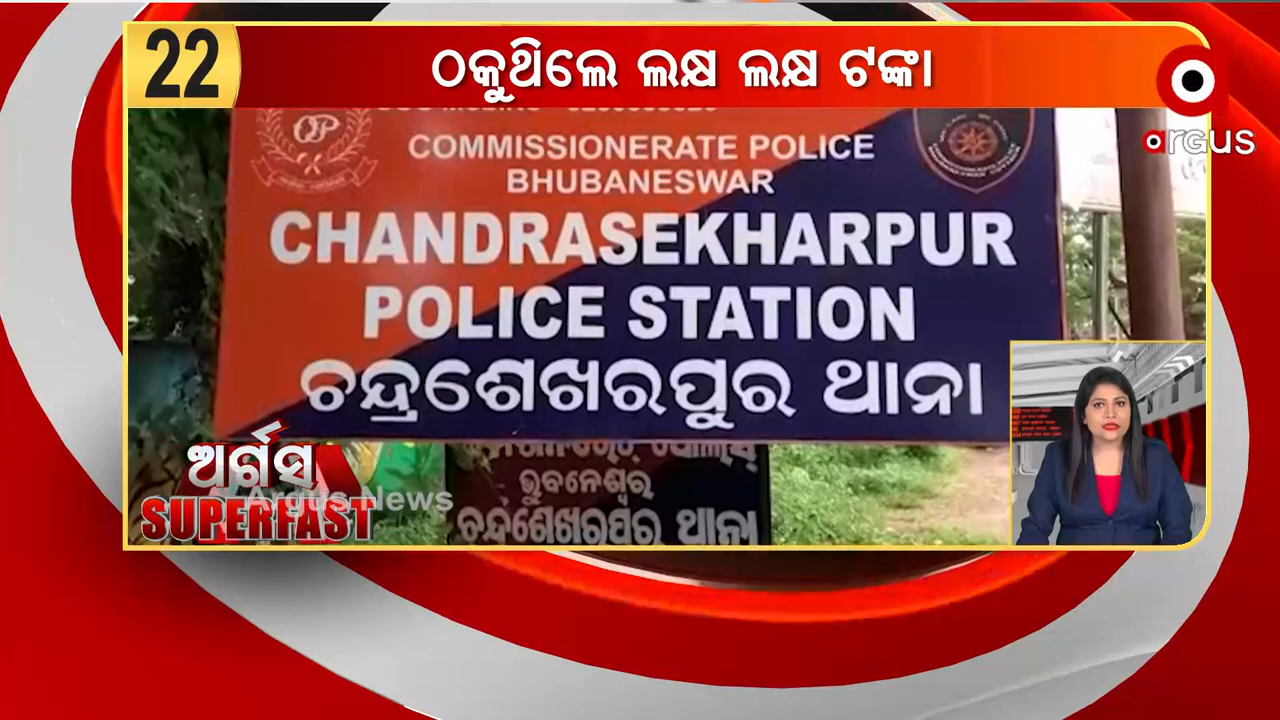 22
ଠକୁଥିଲେ ଲକ୍ଷ ଲକ୍ଷ ଟଙ୍କା
argus
COMMISSIONERATE POLICE
BHUBANESWAR
CHANDRASEKHARPUR
POLICE STATION
ଚନ୍ଦ୍ରଶେଖରପୁର ଥାନା
ଭୁବନେଶ୍ୱର
ଚନ୍ଦ୍ରଶେଖରପୁର ଥାନା
ଅର୍ଗସ
SUPERFAST
Argus News